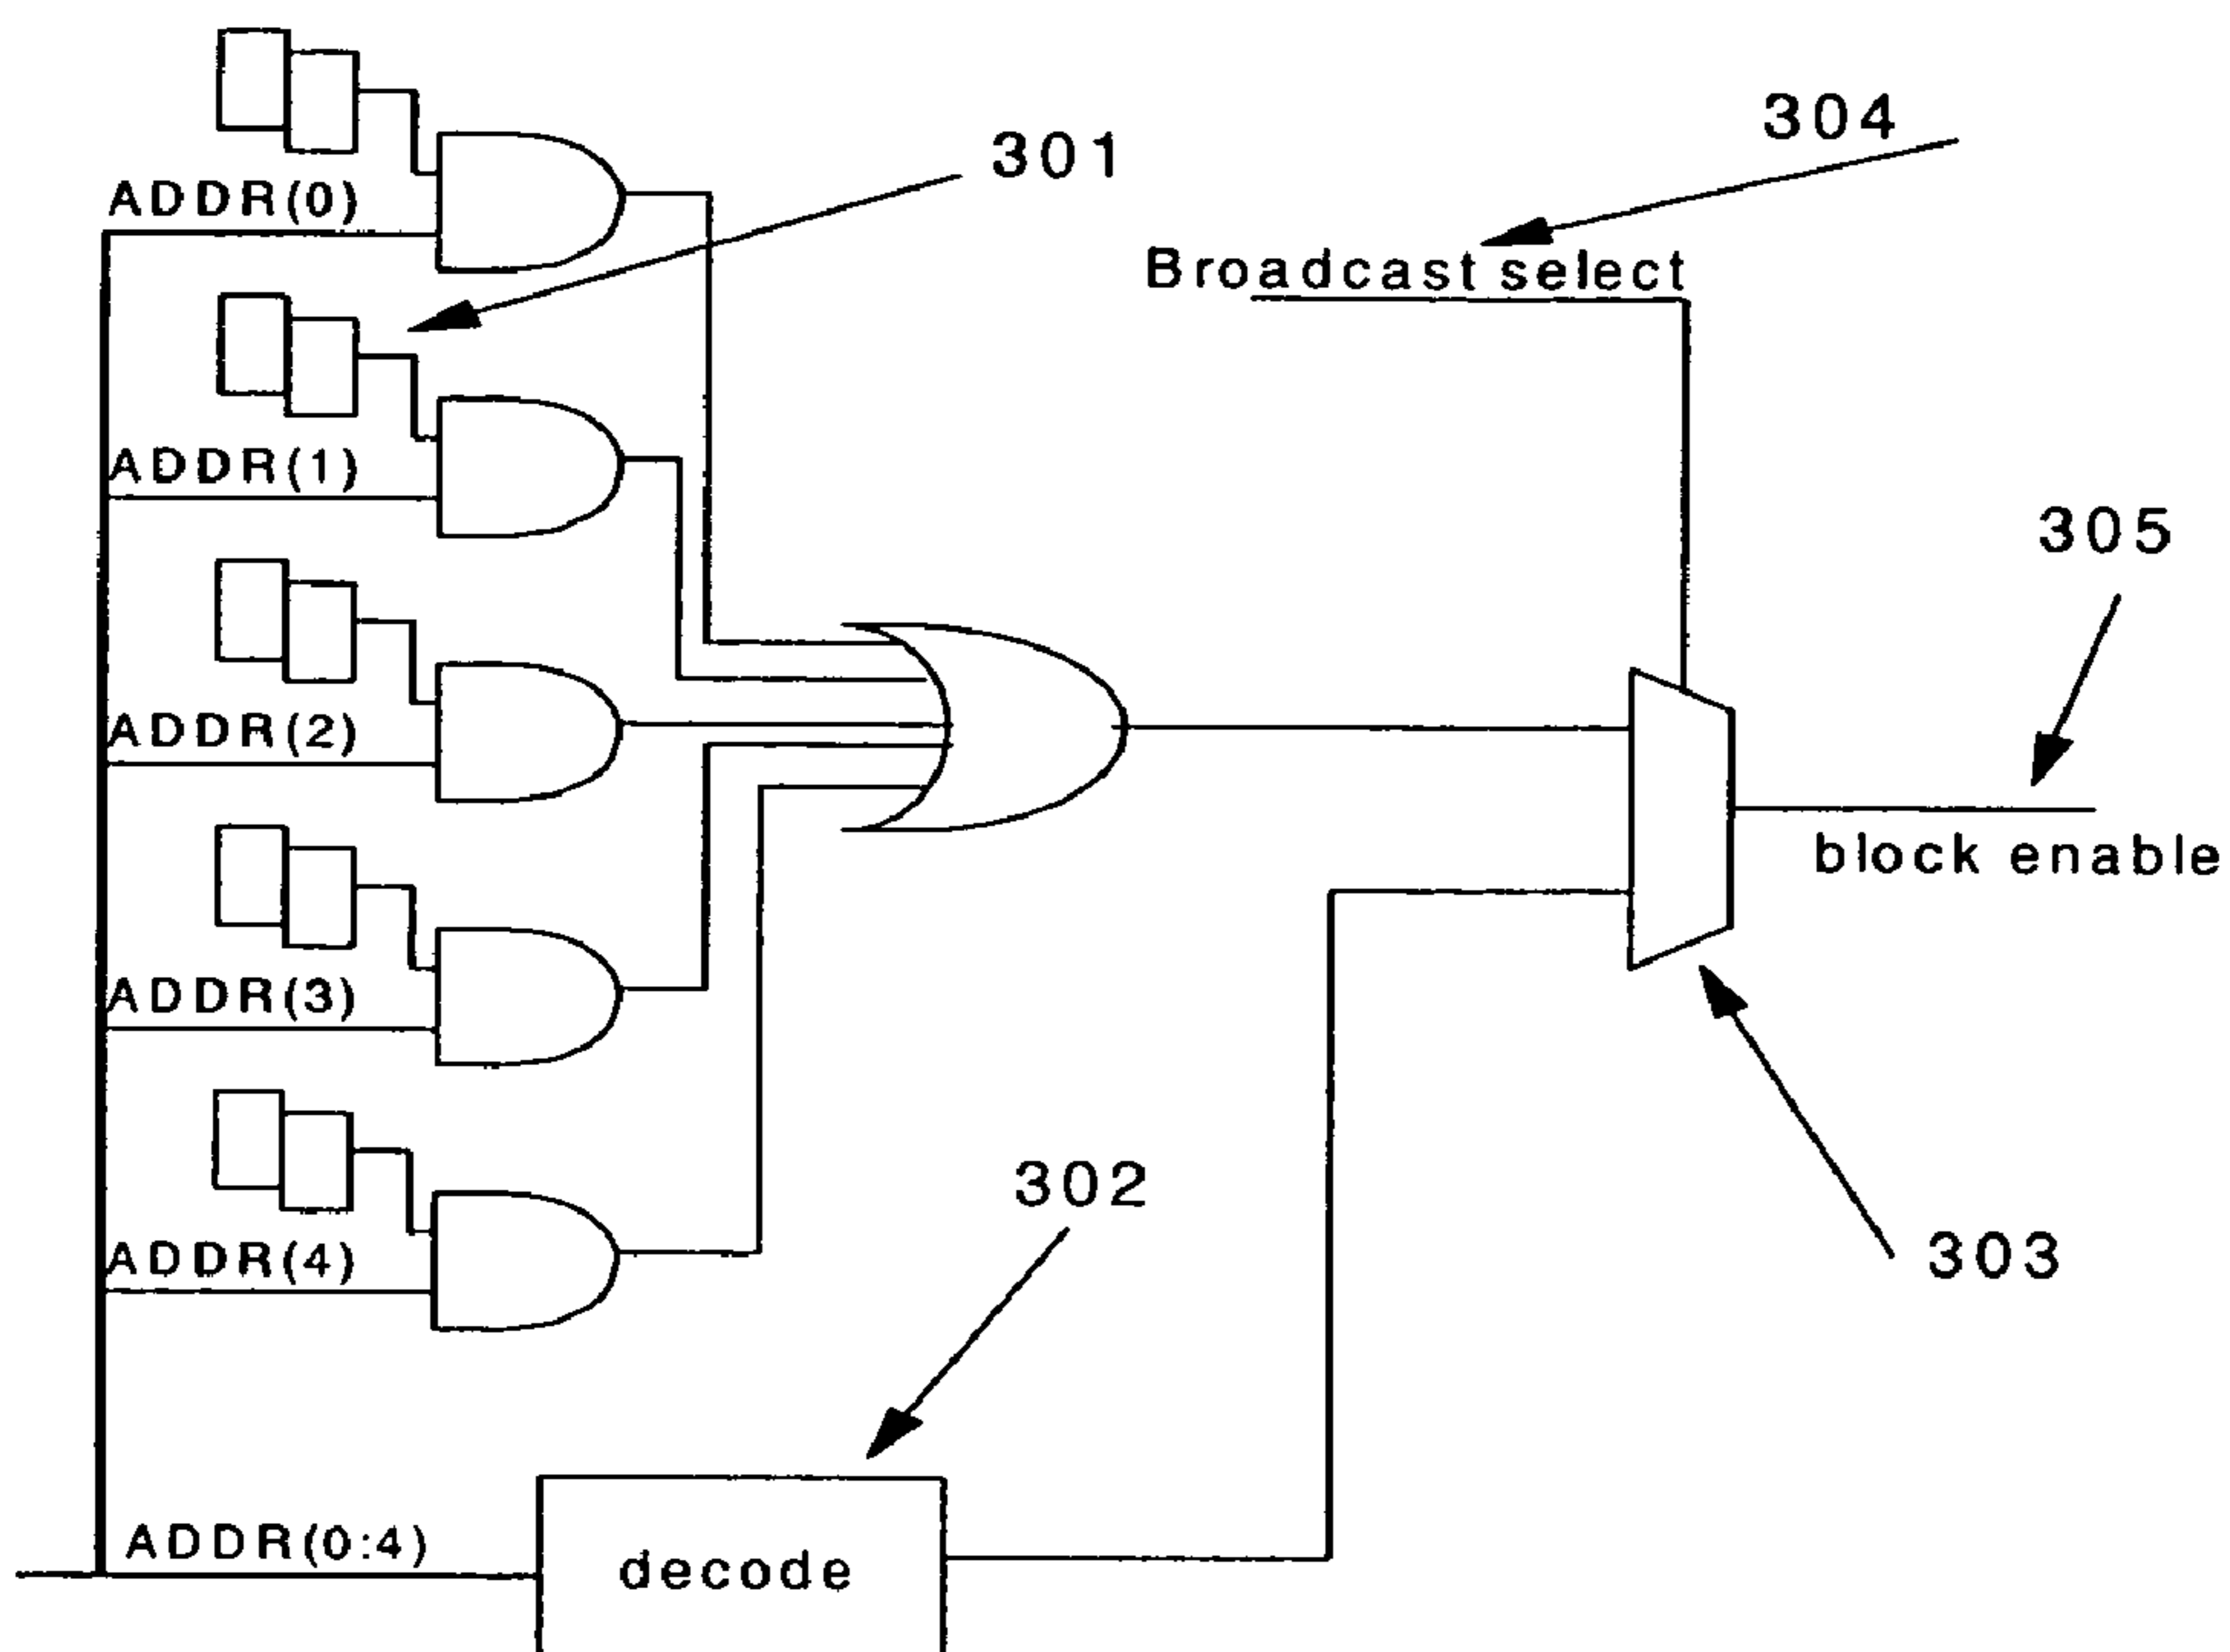 304
301
ADDR(0)
Broadcast select
ADDR(1)
305
ADDR(2)
block enable
ADDR(3)
302
303
ADDR(4)
ADDR(0:4)
decode